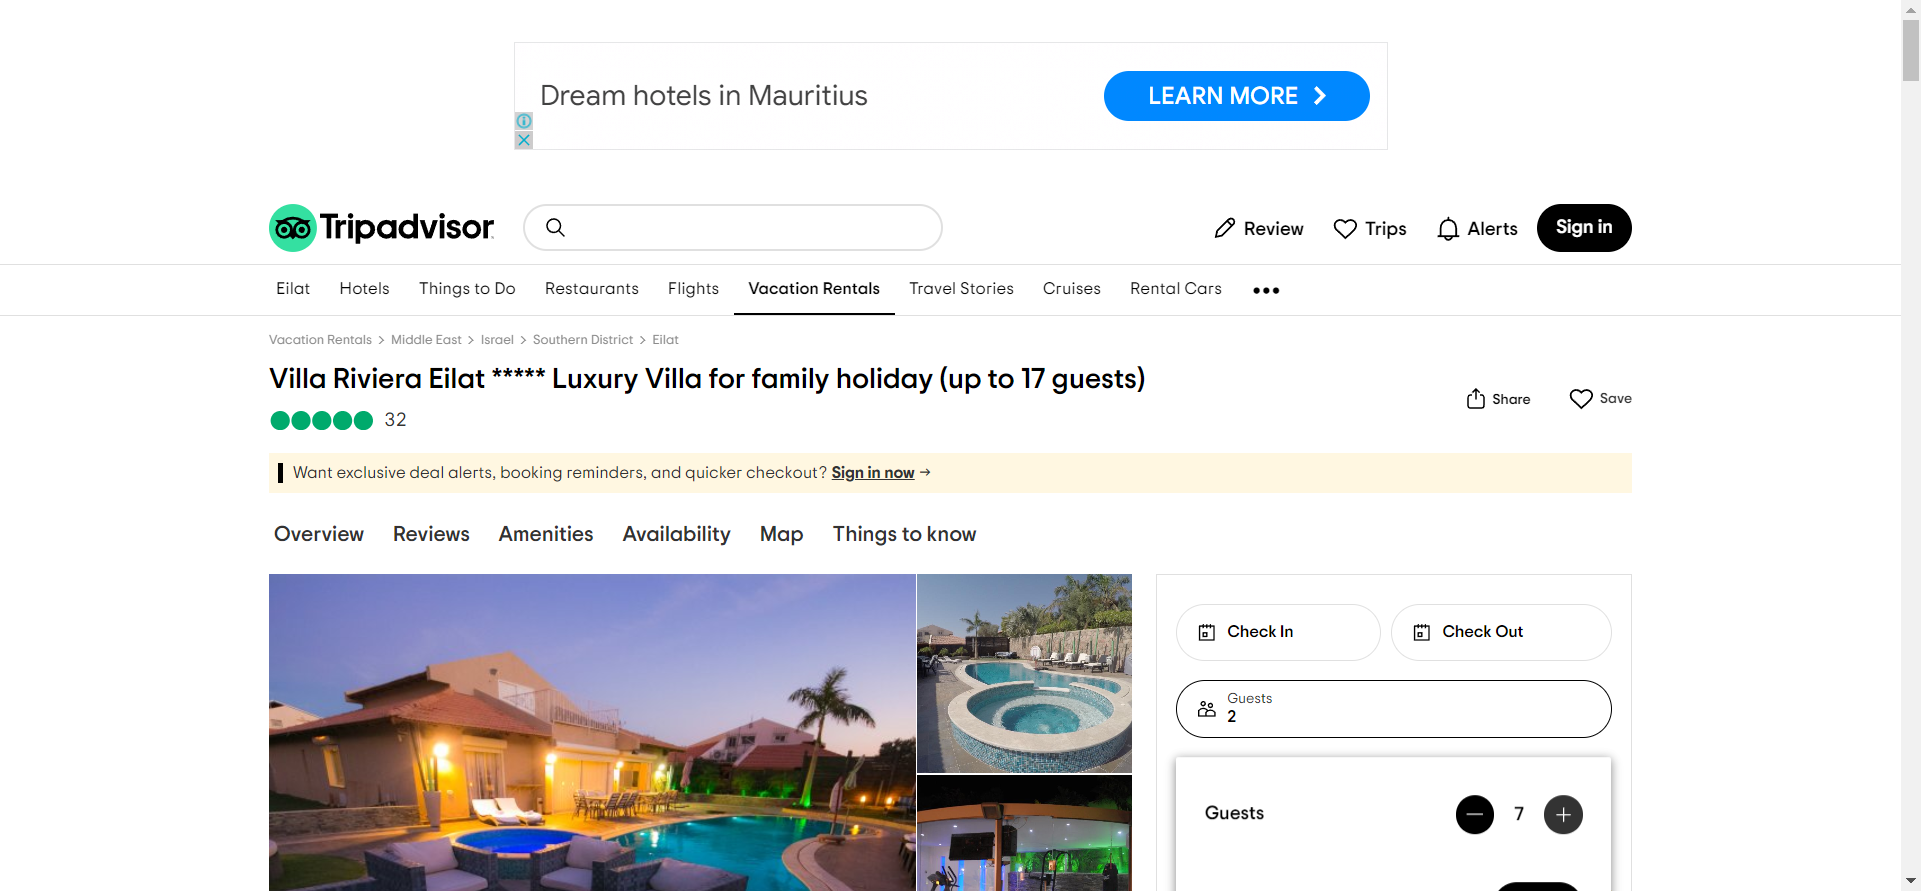 Dream hotels in Mauritius
LEARN MORE
Tripadvisor
Review
Trips
Alerts
Sign in
Eilat
Hotels
Things to Do
Restaurants
Flights
Vacation Rentals
Travel Stories
Cruises
Rental Cars
Vacation Rentals > Middle East > Israel > Southern District > Eilat
Villa Riviera Eilat ***** Luxury Villa for family holiday (up to 17 guests)
32
Share
Save
Want exclusive deal alerts, booking reminders, and quicker checkout? Sign in now →
Overview
Reviews
Amenities
Availability
Map
Things to know
Check In
Check Out
Guests
2
Guests
7